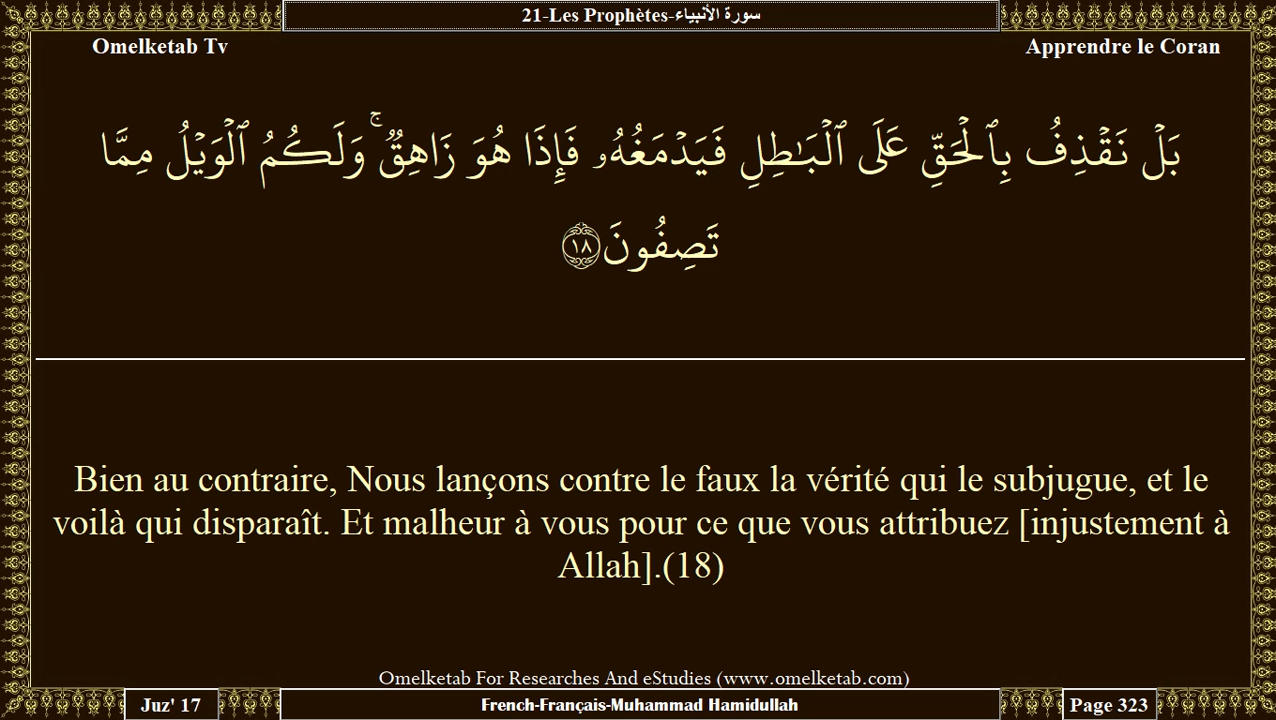 21-Les Prophètes-سورة الأنبياء
Omelketab Tv
Apprendre le Coran
بَلْ نَقْذِفُ بِٱلْحَقِّ عَلَى ٱلْبَٰطِلِ فَيَدْمَغُهُۥ فَإِذَا هُوَ زَاهِقٌ ۚ وَلَكُمُ ٱلْوَيْلُ مِمَّا
تَصِفُونَ ١٨
Bien au contraire, Nous lançons contre le faux la vérité qui le subjugue, et le
voilà qui disparaît. Et malheur à vous pour ce que vous attribuez [injustement à
Allah].(18)
Omelketab For Researches And eStudies (www.omelketab.com)
Juz' 17
French-Français-Muhammad Hamidullah
Page 323